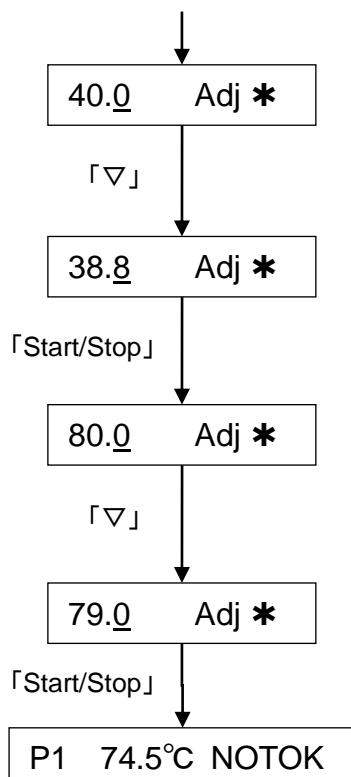 40.0 Adj ✱
「▽」
38.8 Adj ✱
「Start/Stop」
80.0 Adj ✱
「▽」
79.0 Adj ✱
「Start/Stop」
P1 74.5℃ NOTOK